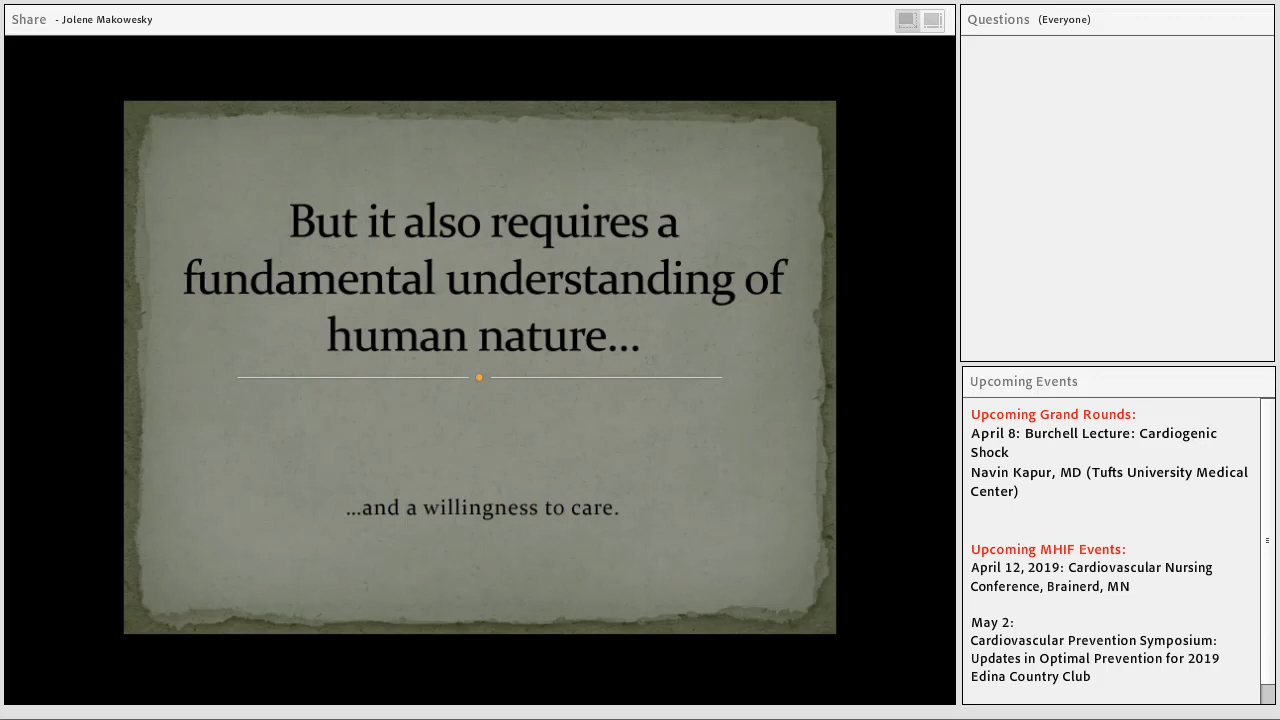 Share - Jolene Makowesky
But it also requires a
fundamental understanding of
human nature...
...and a willingness to care.
Questions (Everyone)
Upcoming Events
Upcoming Grand Rounds:
April 8: Burchell Lecture: Cardiogenic
Shock
Navin Kapur, MD (Tufts University Medical
Center)
Upcoming MHIF Events:
April 12, 2019: Cardiovascular Nursing
Conference, Brainerd, MN
May 2:
Cardiovascular Prevention Symposium:
Updates in Optimal Prevention for 2019
Edina Country Club